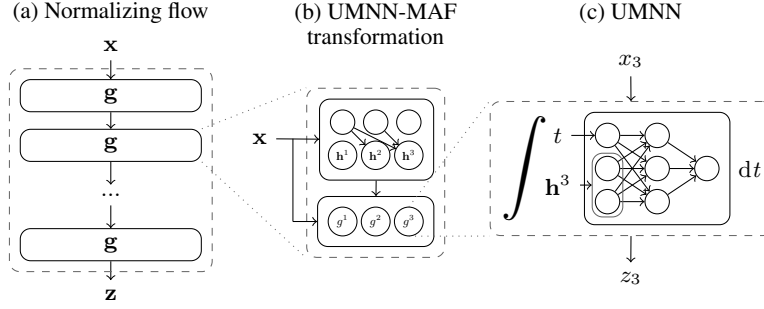 (a) Normalizing flow
x
g
g
...
g
z
(b) UMNN-MAF
transformation
x
h¹ h² h³
g¹ g² g³
(c) UMNN
x₃
∫ t dt
h³
z₃